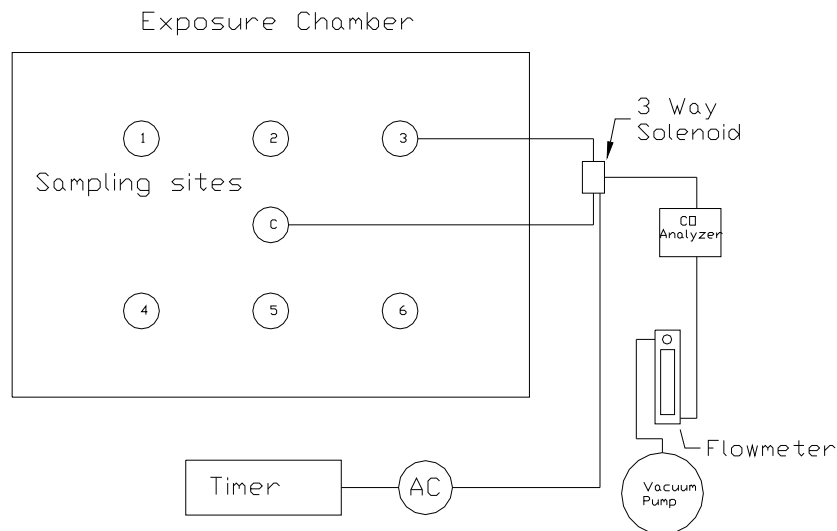 Exposure Chamber
3 Way
Solenoid
1
2
3
Sampling sites
C
CO
Analyzer
4
5
6
Flowmeter
Timer
AC
Vacuum
Pump